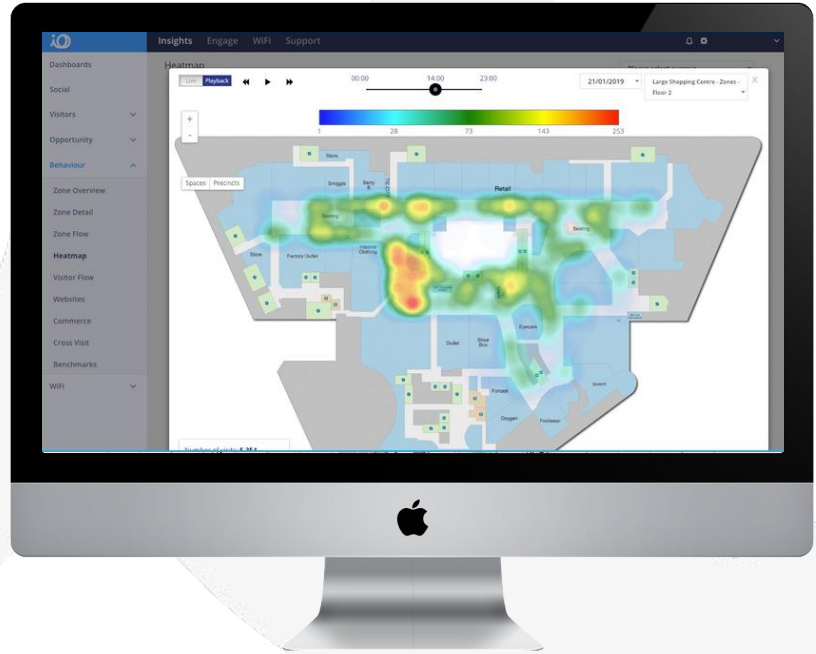 iO
Insights Engage WiFi Support
Dashboards
Heatmap
Live Playback
00:00 14:00 23:00
21/01/2019
Large Shopping Centre - Zones -
Floor 2
X
Social
Visitors
Opportunity
Behaviour
Zone Overview
Zone Detail
Zone Flow
Heatmap
Visitor Flow
Websites
Commerce
Cross Visit
Benchmarks
WiFi
1 28 73 143 253
+
-
Spaces Precincts
Store
Smiggle
Retail
Seating
Seating
Store
Factory Outlet
Internet
Clothing
Eyecare
Outlet
Shoe
Box
Forcast
Invent
Oxygen
Footwear